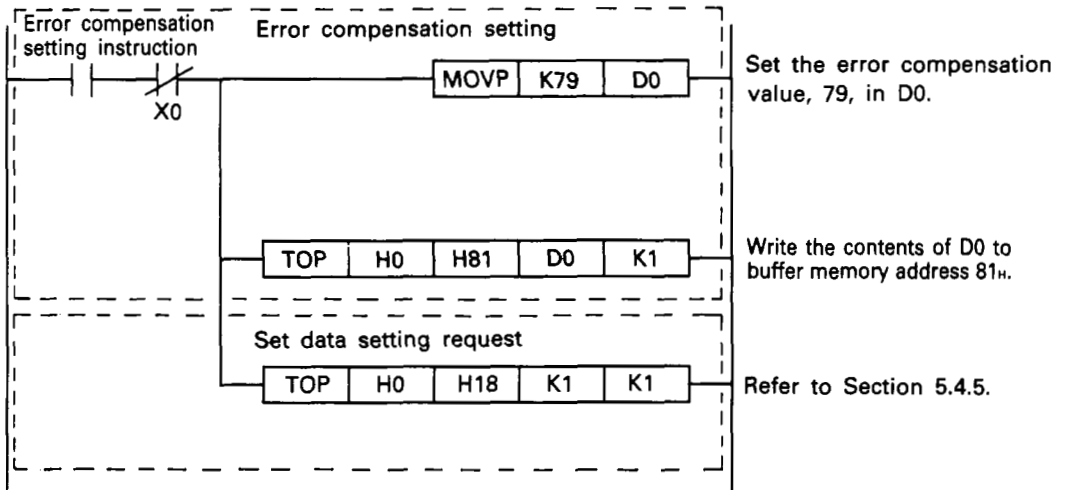 Error compensation
setting instruction
Error compensation setting
X0
MOVP K79 D0
Set the error compensation
value, 79, in D0.
TOP H0 H81 D0 K1
Write the contents of D0 to
buffer memory address 81H.
Set data setting request
TOP H0 H18 K1 K1
Refer to Section 5.4.5.